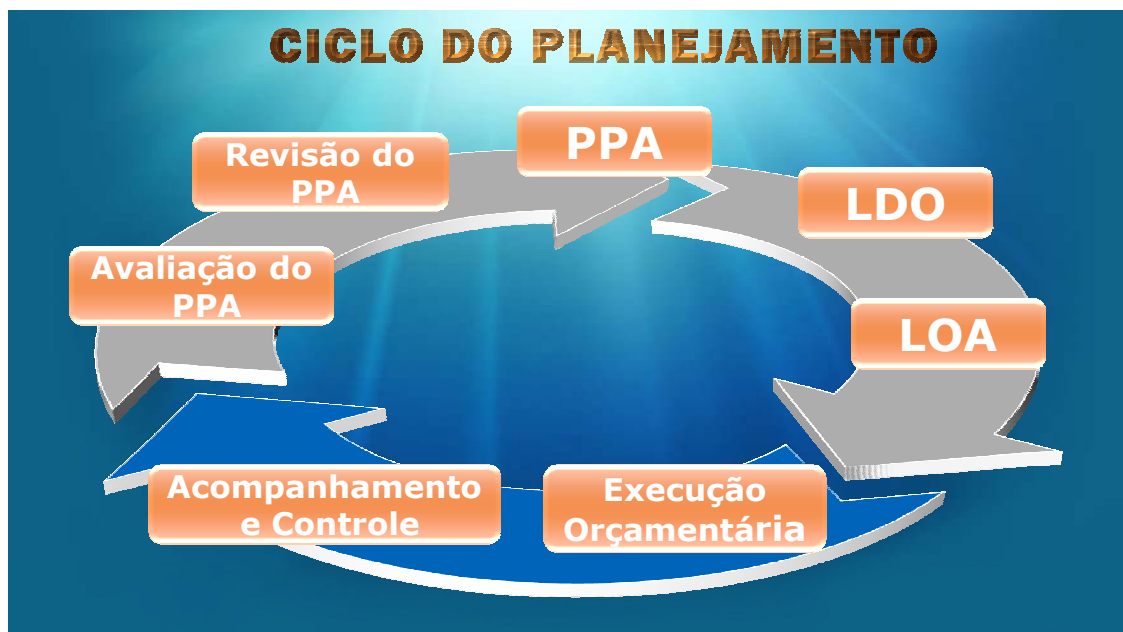 CICLO DO PLANEJAMENTO
PPA
LDO
LOA
Execução
Orçamentária
Acompanhamento
e Controle
Avaliação do
PPA
Revisão do
PPA